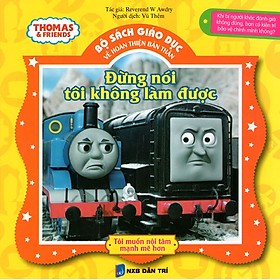 THOMAS
& FRIENDS
Tác giả: Reverend W Awdry
Người dịch: Vũ Thêm
BỘ SÁCH GIÁO DỤC
VỀ HOÀN THIỆN BẢN THÂN
Khi bị người khác đánh giá
không đúng, bạn có kiên trì
bảo vệ chính mình không?
Đừng nói
tôi không làm được
Tôi muốn nội tâm
mạnh mẽ hơn
NXB DÂN TRÍ